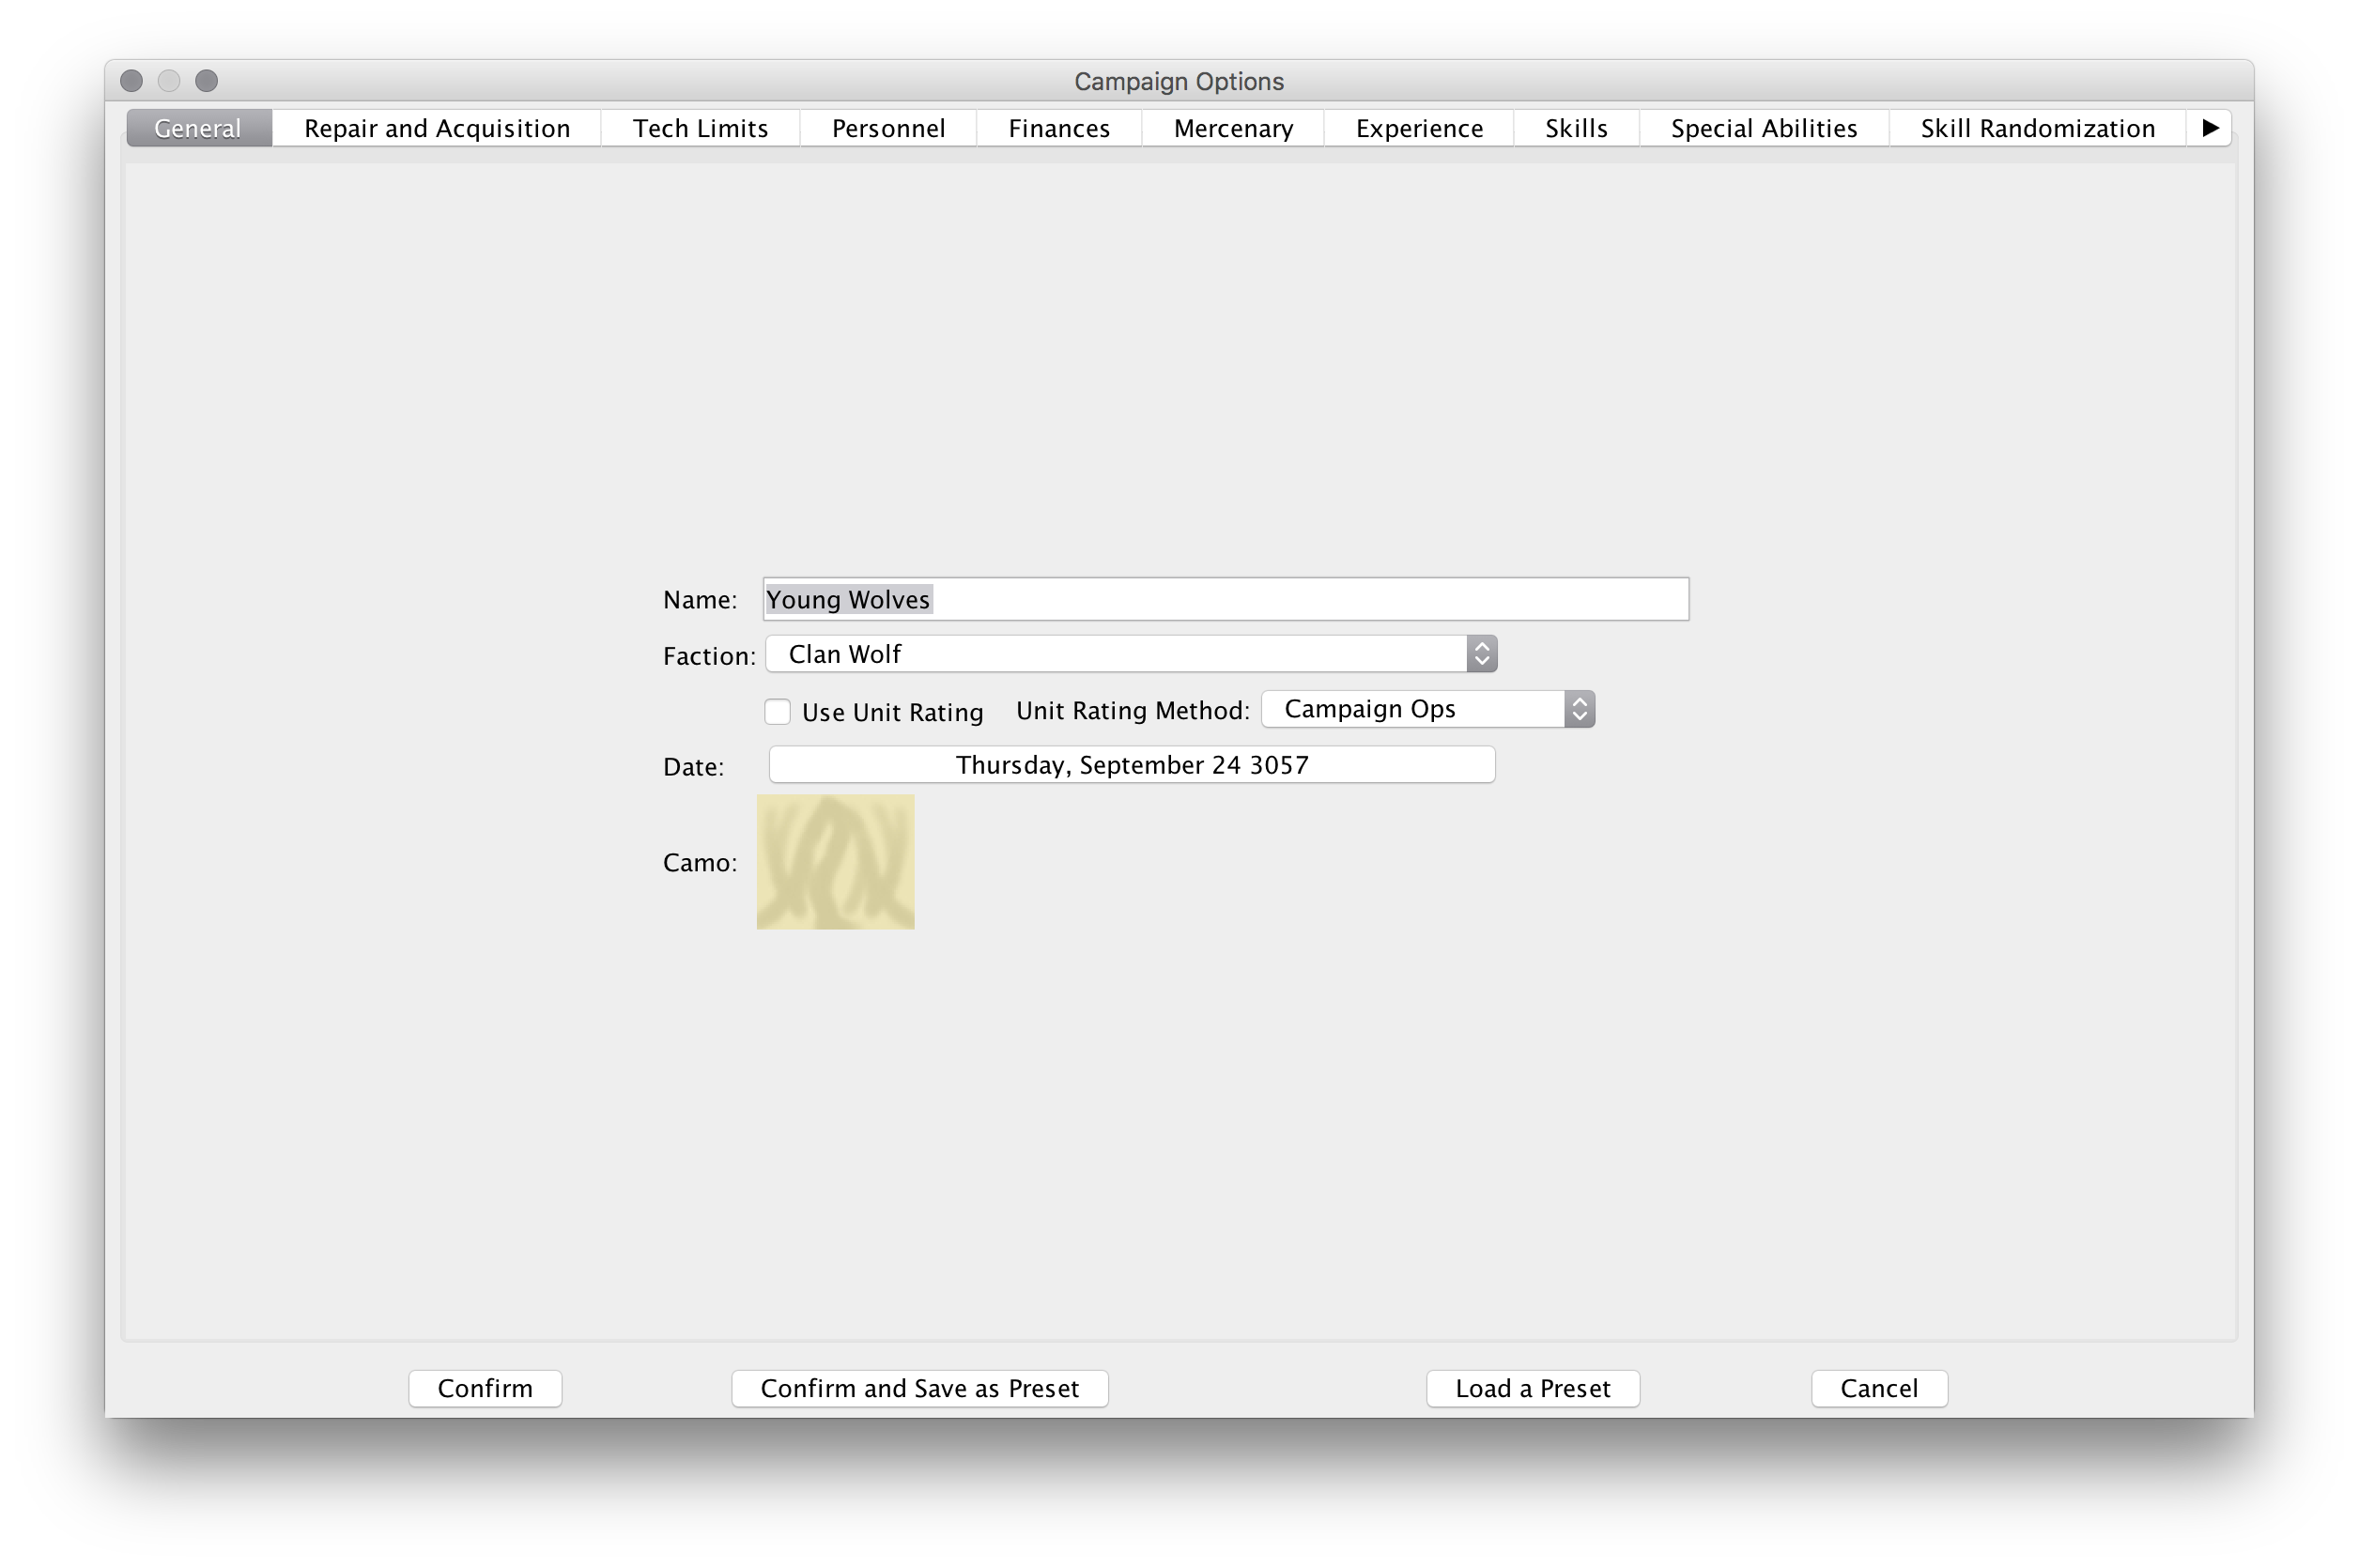 Campaign Options
General Repair and Acquisition Tech Limits Personnel Finances Mercenary Experience Skills Special Abilities Skill Randomization
Name: Young Wolves
Faction: Clan Wolf
Use Unit Rating Unit Rating Method: Campaign Ops
Date: Thursday, September 24 3057
Camo:
Confirm Confirm and Save as Preset Load a Preset Cancel